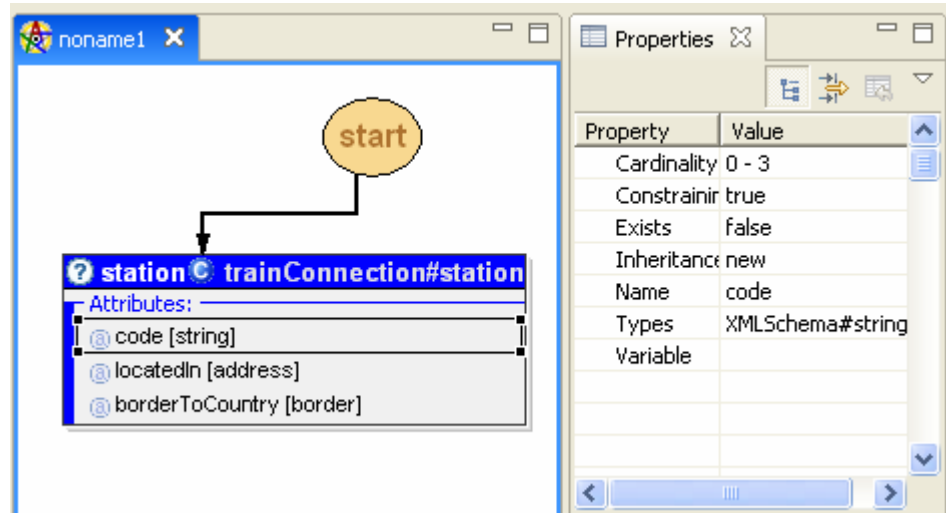 noname1
start
station trainConnection#station
Attributes:
code [string]
locatedIn [address]
borderToCountry [border]
Properties
Property Value
Cardinality 0 - 3
Constrainin true
Exists false
Inheritance new
Name code
Types XMLSchema#string
Variable